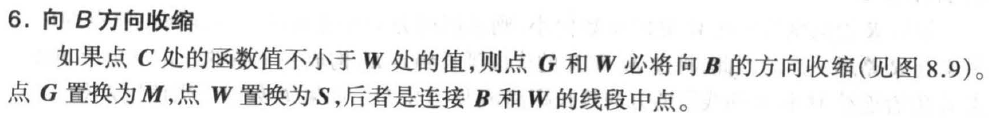 6. 向 B 方向收缩
如果点 C 处的函数值不小于 W 处的值,则点 G 和 W 必将向 B 的方向收缩(见图 8.9)。
点 G 置换为 M,点 W 置换为 S,后者是连接 B 和 W 的线段中点。